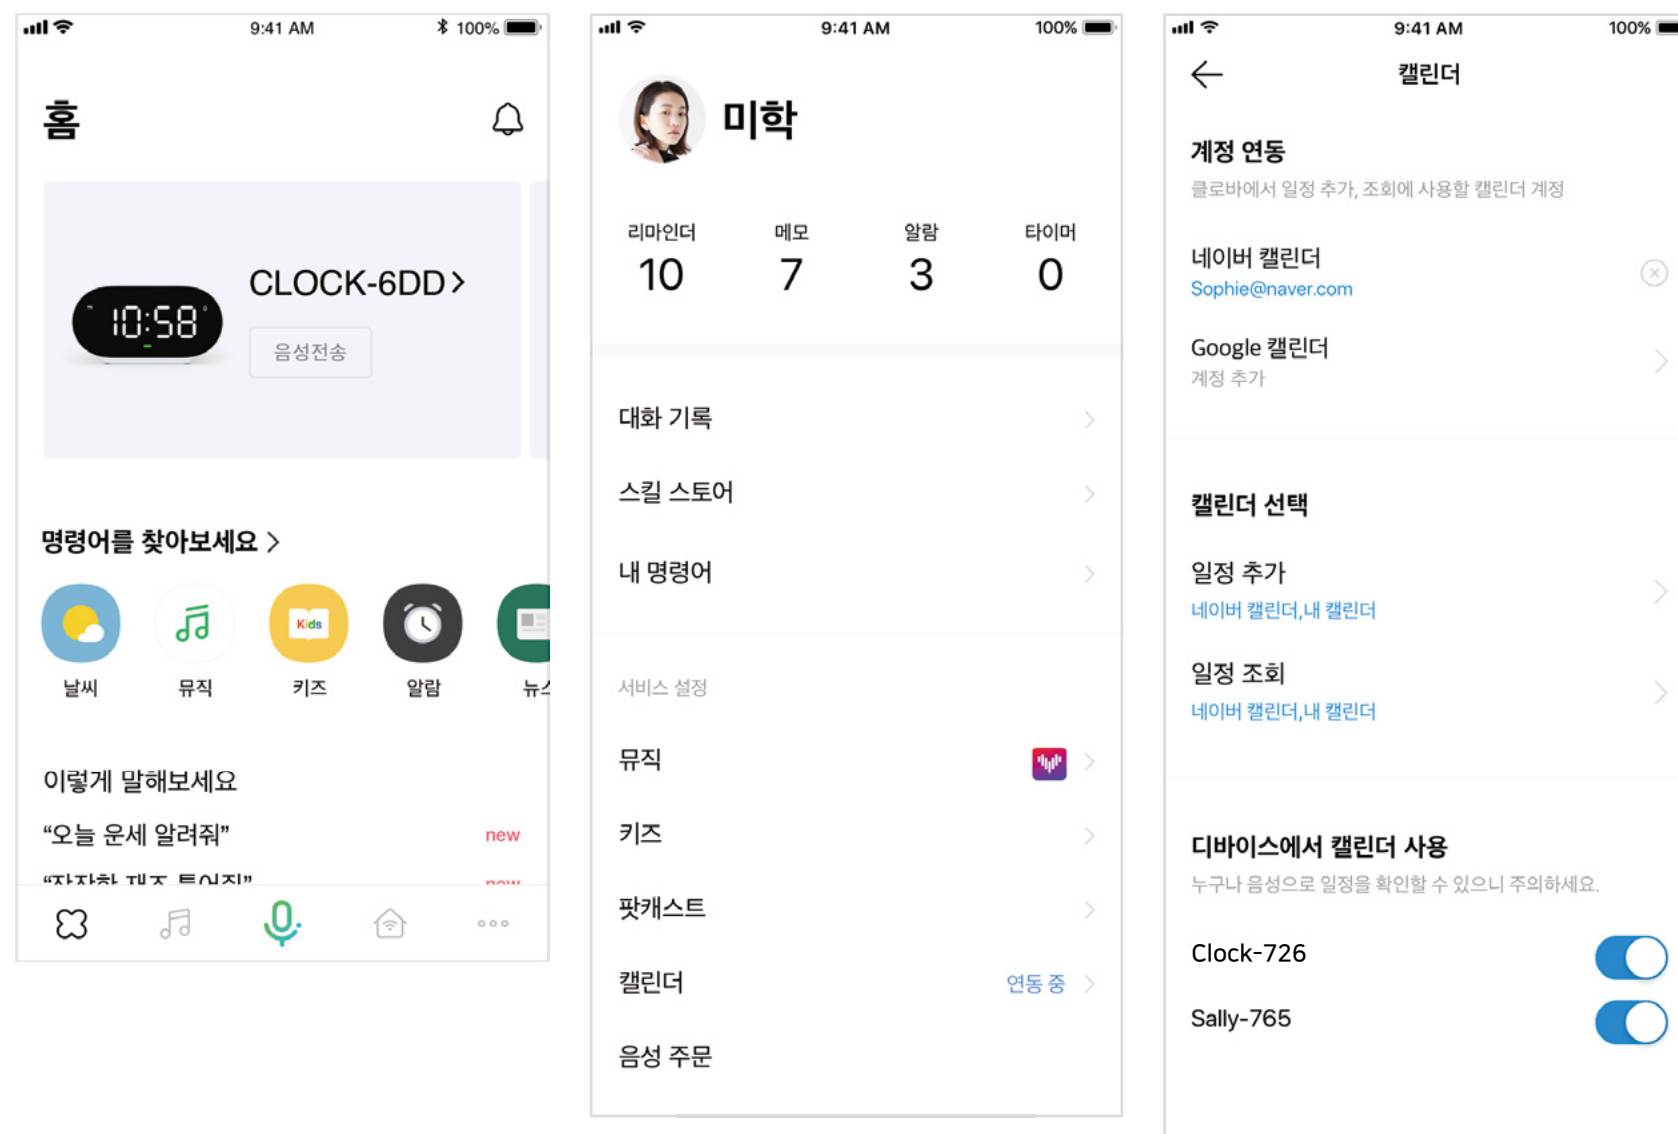 9:41 AM
100%
홈
10:58
CLOCK-6DD
음성전송
명령어를 찾아보세요
Kids
날씨
뮤직
키즈
알람
뉴스
이렇게 말해보세요
“오늘 운세 알려줘”
new
“잔잔한 재즈 틀어줘”
new
9:41 AM
100%
미학
리마인더
메모
알람
타이머
10
7
3
0
대화 기록
스킬 스토어
내 명령어
서비스 설정
뮤직
키즈
팟캐스트
캘린더
연동 중
음성 주문
9:41 AM
100%
캘린더
계정 연동
클로바에서 일정 추가, 조회에 사용할 캘린더 계정
네이버 캘린더
Sophie@naver.com
Google 캘린더
계정 추가
캘린더 선택
일정 추가
네이버 캘린더,내 캘린더
일정 조회
네이버 캘린더,내 캘린더
디바이스에서 캘린더 사용
누구나 음성으로 일정을 확인할 수 있으니 주의하세요.
Clock-726
Sally-765